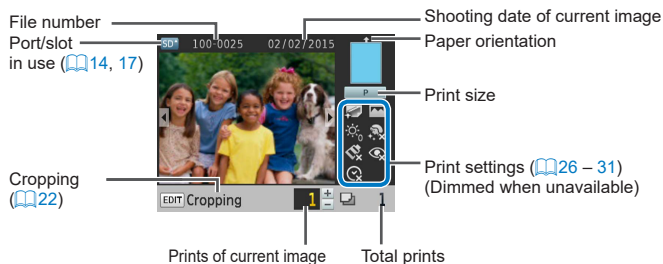 File number
Shooting date of current image
Port/slot
in use (14, 17)
Paper orientation
SD
100-0025
02/02/2015
P
Print size
Print settings (26 – 31)
(Dimmed when unavailable)
Cropping
(22)
EDIT Cropping
1
+
−
1
Prints of current image
Total prints